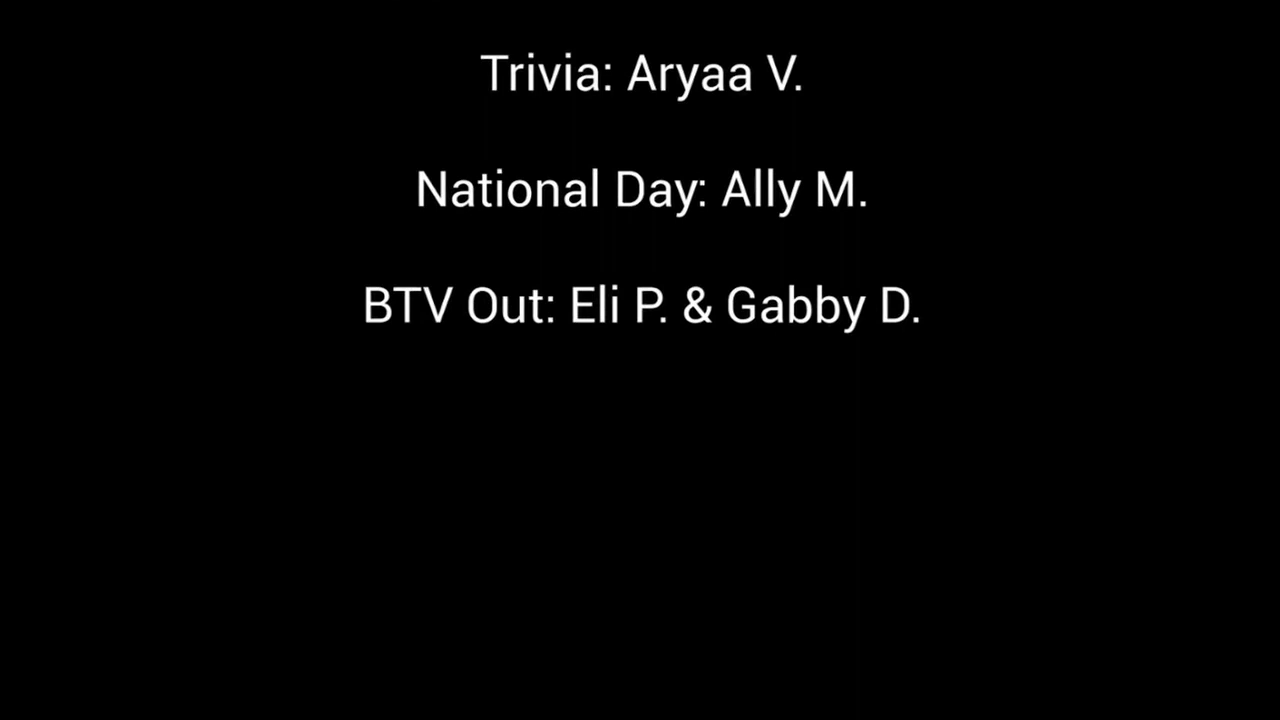 Trivia: Aryaa V.
National Day: Ally M.
BTV Out: Eli P. & Gabby D.